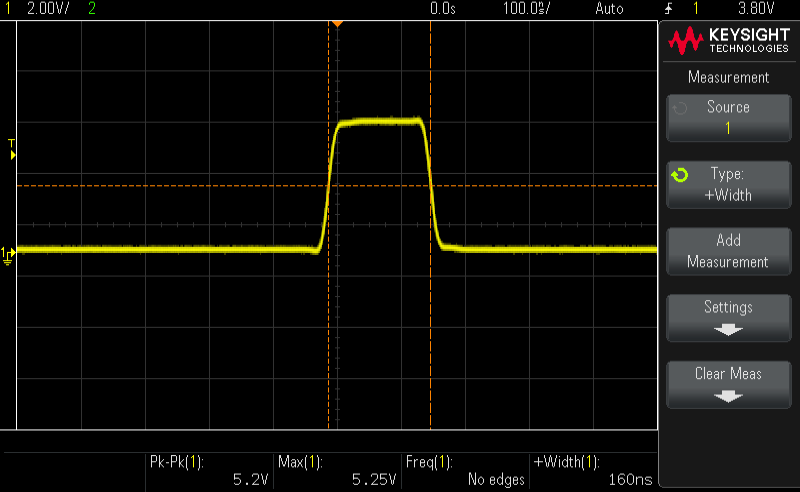 1 2.00V/ 2 0.0s 100.0ns/ Auto 1 3.80V
KEYSIGHT
TECHNOLOGIES
Measurement
Source
1
T
Type:
+Width
Add
Measurement
1
Settings
Clear Meas
Pk-Pk(1): Max(1): Freq(1): +Width(1):
5.2V 5.25V No edges 160ns